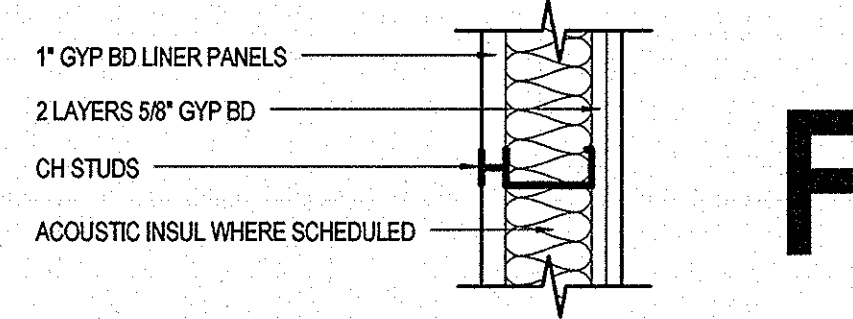 1" GYP BD LINER PANELS
2 LAYERS 5/8" GYP BD
CH STUDS
ACOUSTIC INSUL WHERE SCHEDULED
F